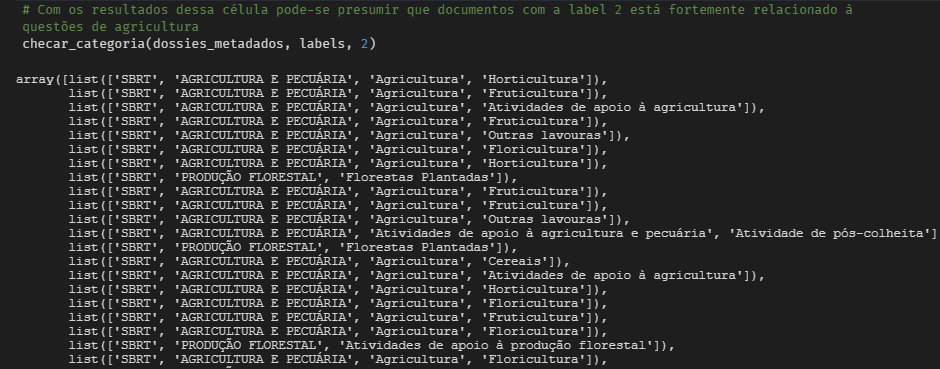 # Com os resultados dessa célula pode-se presumir que documentos com a label 2 está fortemente relacionado à
questões de agricultura
checar_categoria(dossies_metadados, labels, 2)
array([list(['SBRT', 'AGRICULTURA E PECUÁRIA', 'Agricultura', 'Horticultura']),
list(['SBRT', 'AGRICULTURA E PECUÁRIA', 'Agricultura', 'Fruticultura']),
list(['SBRT', 'AGRICULTURA E PECUÁRIA', 'Agricultura', 'Atividades de apoio à agricultura']),
list(['SBRT', 'AGRICULTURA E PECUÁRIA', 'Agricultura', 'Fruticultura']),
list(['SBRT', 'AGRICULTURA E PECUÁRIA', 'Agricultura', 'Outras lavouras']),
list(['SBRT', 'AGRICULTURA E PECUÁRIA', 'Agricultura', 'Floricultura']),
list(['SBRT', 'AGRICULTURA E PECUÁRIA', 'Agricultura', 'Horticultura']),
list(['SBRT', 'PRODUÇÃO FLORESTAL', 'Florestas Plantadas']),
list(['SBRT', 'AGRICULTURA E PECUÁRIA', 'Agricultura', 'Fruticultura']),
list(['SBRT', 'AGRICULTURA E PECUÁRIA', 'Agricultura', 'Fruticultura']),
list(['SBRT', 'AGRICULTURA E PECUÁRIA', 'Agricultura', 'Outras lavouras']),
list(['SBRT', 'AGRICULTURA E PECUÁRIA', 'Atividades de apoio à agricultura e pecuária', 'Atividade de pós-colheita']
list(['SBRT', 'PRODUÇÃO FLORESTAL', 'Florestas Plantadas']),
list(['SBRT', 'AGRICULTURA E PECUÁRIA', 'Agricultura', 'Cereais']),
list(['SBRT', 'AGRICULTURA E PECUÁRIA', 'Agricultura', 'Atividades de apoio à agricultura']),
list(['SBRT', 'AGRICULTURA E PECUÁRIA', 'Agricultura', 'Horticultura']),
list(['SBRT', 'AGRICULTURA E PECUÁRIA', 'Agricultura', 'Floricultura']),
list(['SBRT', 'AGRICULTURA E PECUÁRIA', 'Agricultura', 'Fruticultura']),
list(['SBRT', 'AGRICULTURA E PECUÁRIA', 'Agricultura', 'Floricultura']),
list(['SBRT', 'PRODUÇÃO FLORESTAL', 'Atividades de apoio à produção florestal']),
list(['SBRT', 'AGRICULTURA E PECUÁRIA', 'Agricultura', 'Floricultura']),